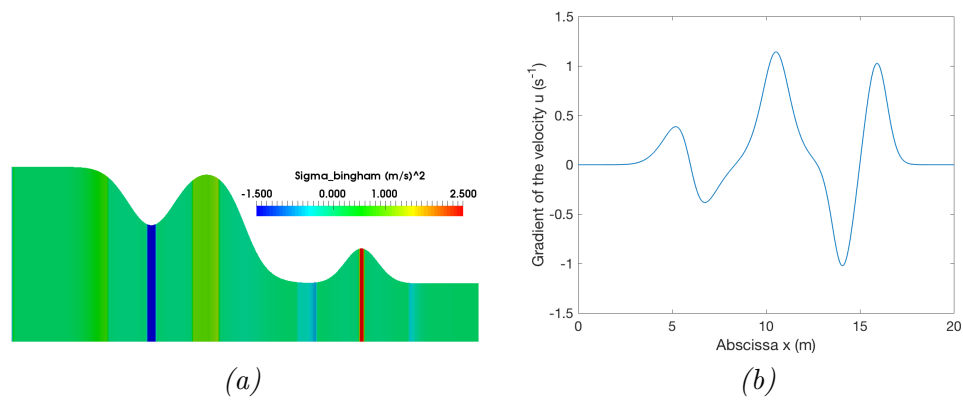 Sigma_bingham (m/s)^2
-1.500 0.000 1.000 2.500
(a)
1.5
1
0.5
0
-0.5
-1
-1.5
Gradient of the velocity u (s⁻¹)
0 5 10 15 20
Abscissa x (m)
(b)